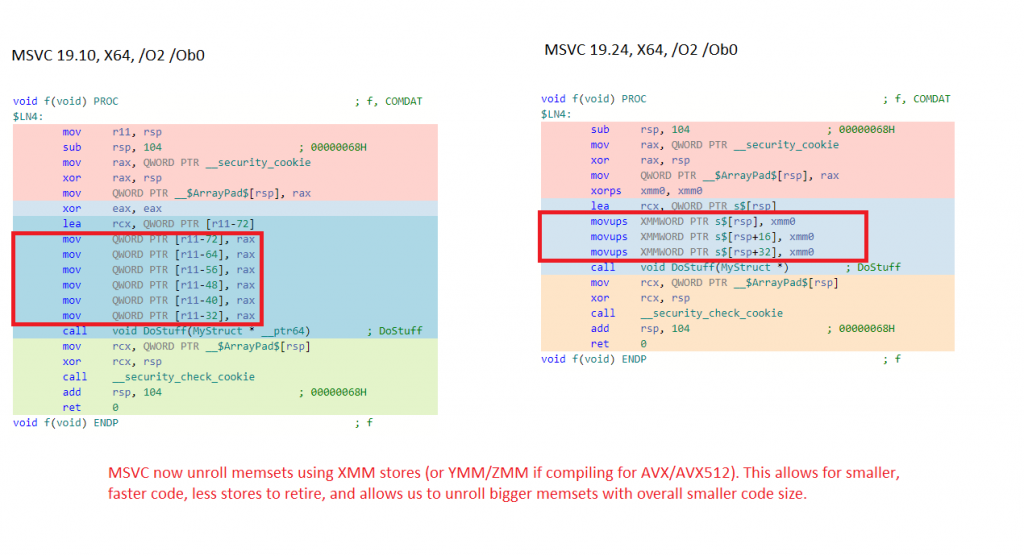 MSVC 19.10, X64, /O2 /Ob0
void f(void) PROC ; f, COMDAT
$LN4:
mov r11, rsp
sub rsp, 104 ; 00000068H
mov rax, QWORD PTR __security_cookie
xor rax, rsp
mov QWORD PTR __$ArrayPad$[rsp], rax
xor eax, eax
lea rcx, QWORD PTR [r11-72]
mov QWORD PTR [r11-72], rax
mov QWORD PTR [r11-64], rax
mov QWORD PTR [r11-56], rax
mov QWORD PTR [r11-48], rax
mov QWORD PTR [r11-40], rax
mov QWORD PTR [r11-32], rax
call void DoStuff(MyStruct * __ptr64) ; DoStuff
mov rcx, QWORD PTR __$ArrayPad$[rsp]
xor rcx, rsp
call __security_check_cookie
add rsp, 104 ; 00000068H
ret 0
void f(void) ENDP ; f
MSVC 19.24, X64, /O2 /Ob0
void f(void) PROC ; f, COMDAT
$LN4:
sub rsp, 104 ; 00000068H
mov rax, QWORD PTR __security_cookie
xor rax, rsp
mov QWORD PTR __$ArrayPad$[rsp], rax
xorps xmm0, xmm0
lea rcx, QWORD PTR s$[rsp]
movups XMMWORD PTR s$[rsp], xmm0
movups XMMWORD PTR s$[rsp+16], xmm0
movups XMMWORD PTR s$[rsp+32], xmm0
call void DoStuff(MyStruct *) ; DoStuff
mov rcx, QWORD PTR __$ArrayPad$[rsp]
xor rcx, rsp
call __security_check_cookie
add rsp, 104 ; 00000068H
ret 0
void f(void) ENDP ; f
MSVC now unroll memsets using XMM stores (or YMM/ZMM if compiling for AVX/AVX512). This allows for smaller,
faster code, less stores to retire, and allows us to unroll bigger memsets with overall smaller code size.